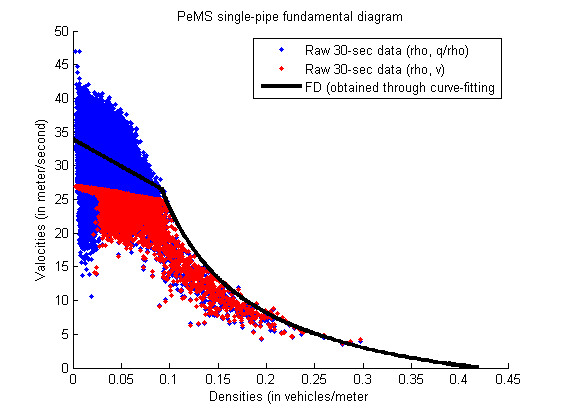 PeMS single-pipe fundamental diagram
Raw 30-sec data (rho, q/rho)
Raw 30-sec data (rho, v)
FD (obtained through curve-fitting
Valocities (in meter/second)
50
45
40
35
30
25
20
15
10
5
0
0 0.05 0.1 0.15 0.2 0.25 0.3 0.35 0.4 0.45
Densities (in vehicles/meter